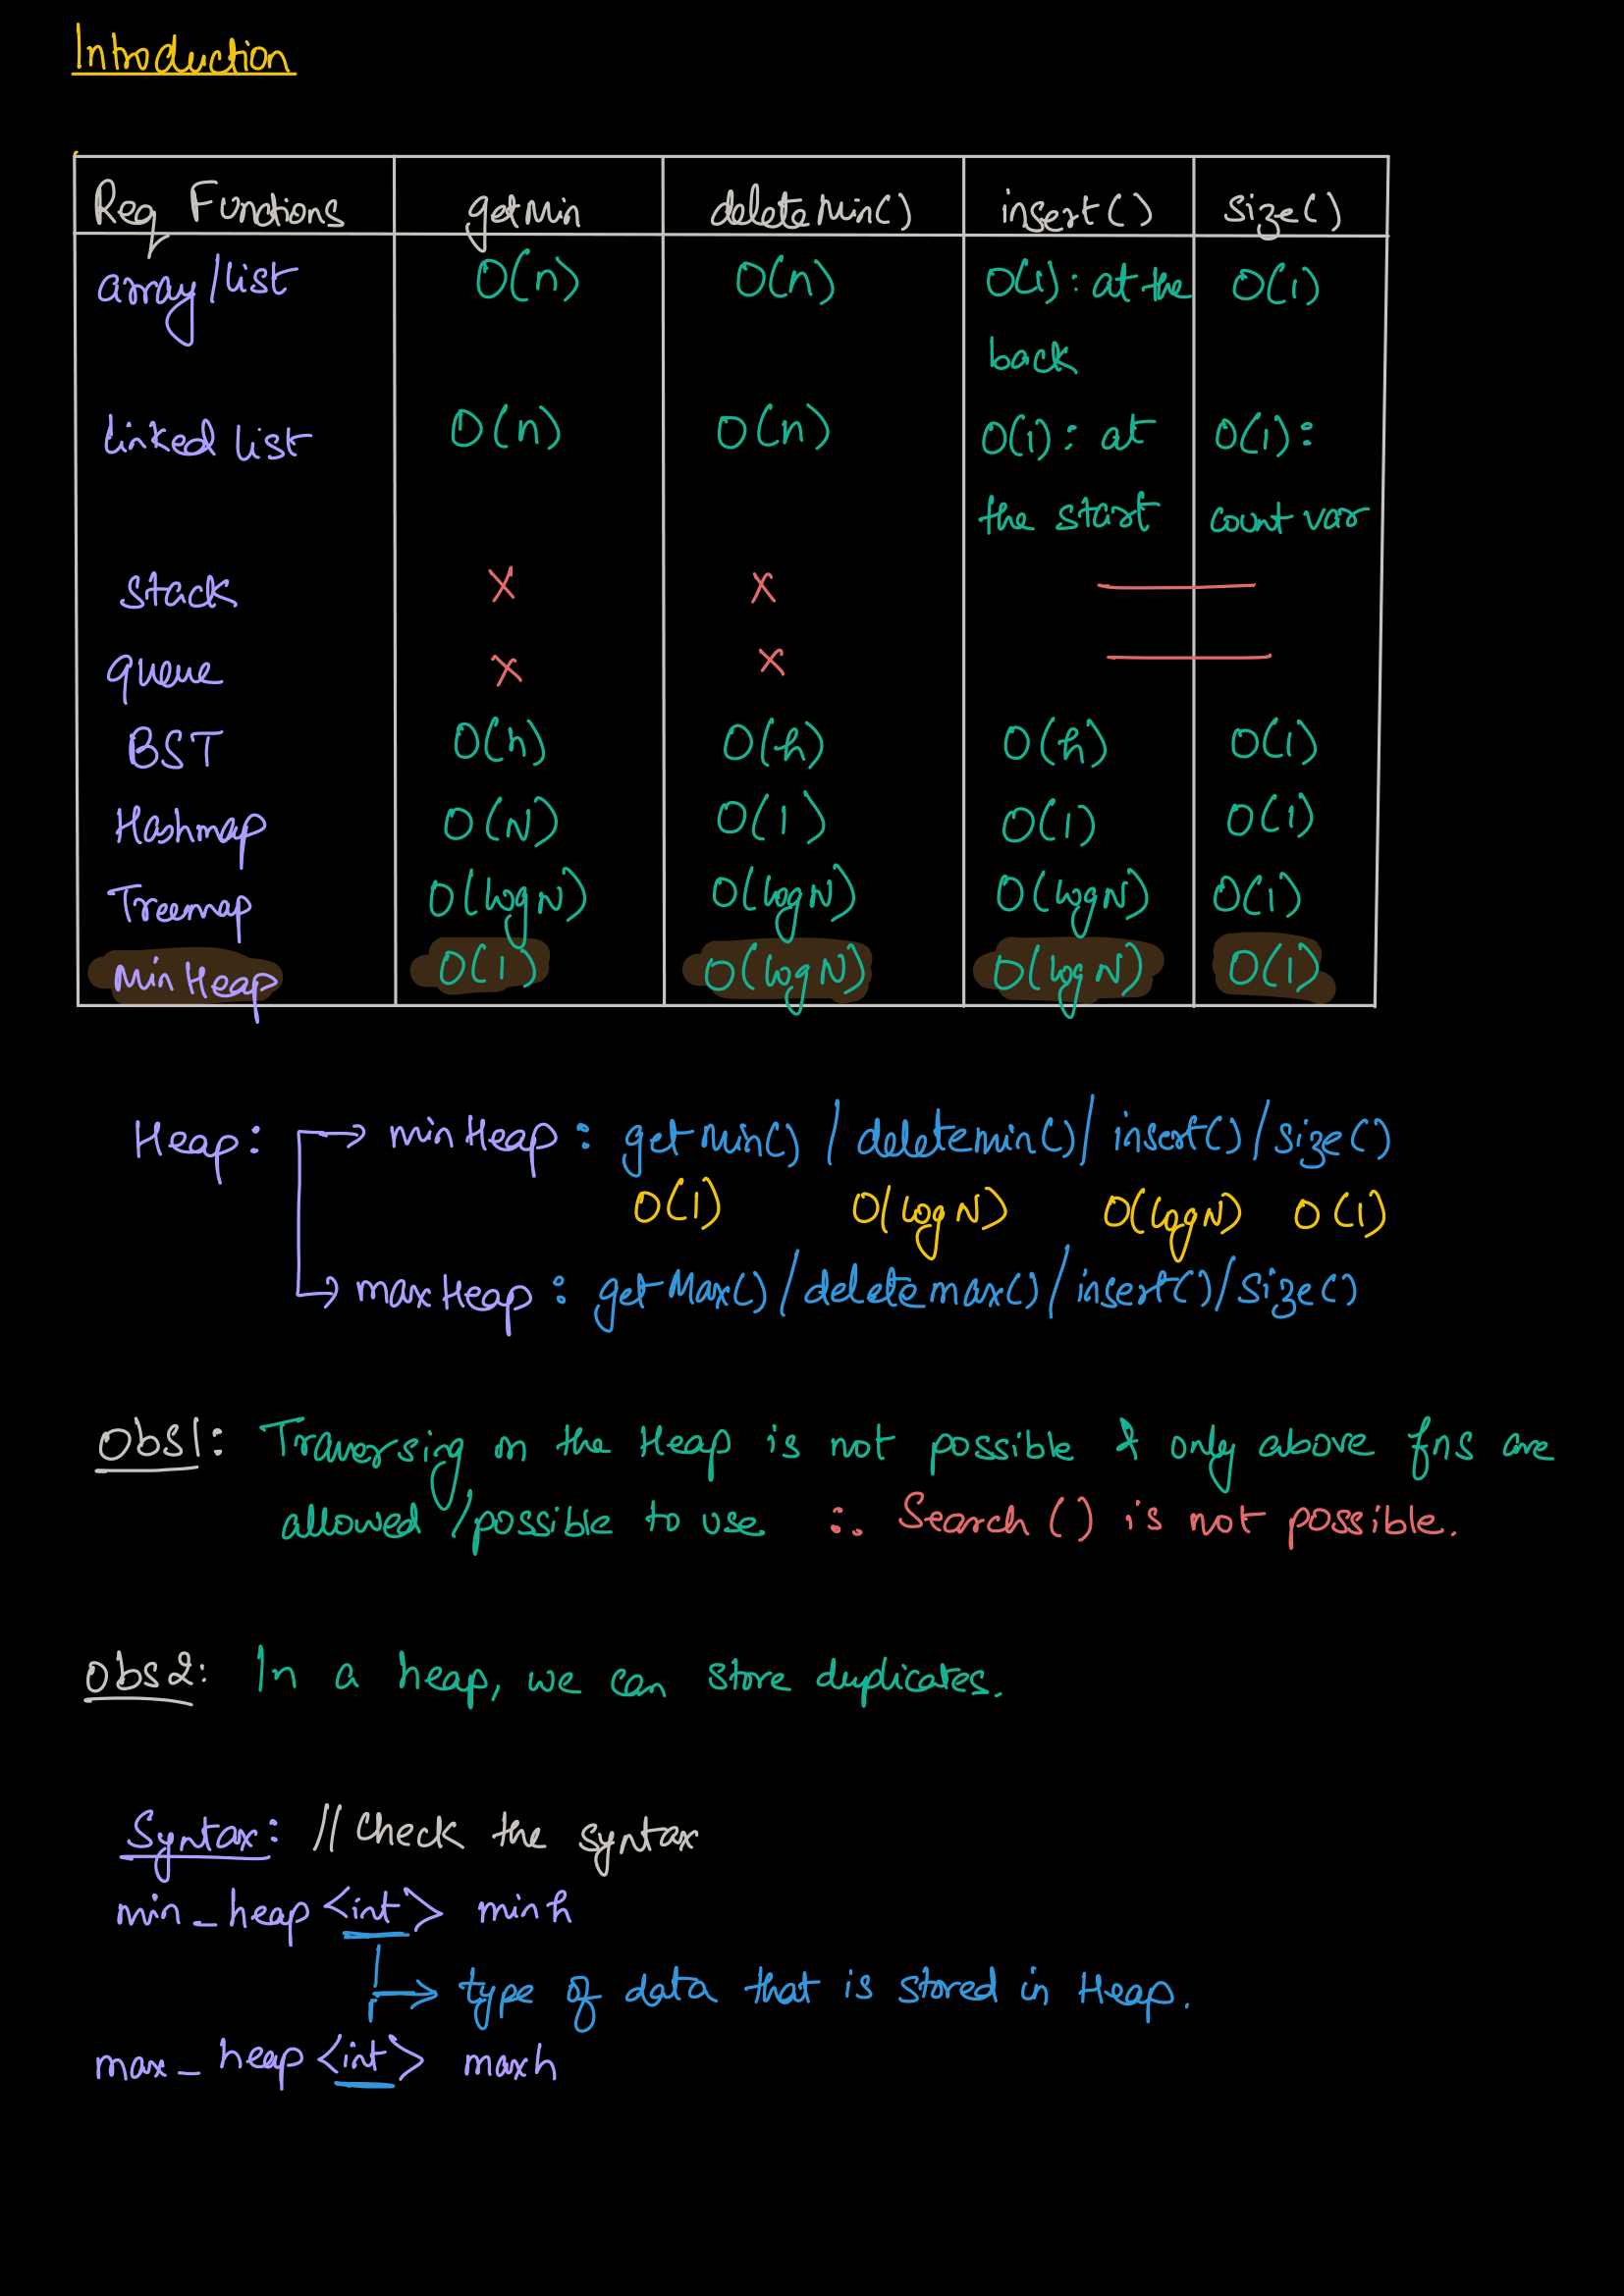 Introduction
Req Functions getMin deleteMin() insert() size()
array/list O(n) O(n) O(1): at the O(1)
back
linked list O(n) O(n) O(1): at O(1):
the start count var
Stack X X —
queue X X —
BST O(h) O(h) O(h) O(1)
Hashmap O(N) O(1) O(1) O(1)
Treemap O(logN) O(logN) O(logN) O(1)
min Heap O(1) O(logN) O(logN) O(1)
Heap: → min Heap: getMin() / deletemin() / insert() / size()
O(1) O(logN) O(logN) O(1)
→ max Heap: getMax() / delete max() / insert() / size()
Obs1: Traversing on the Heap is not possible & only above fns are
allowed/possible to use ∴ Search() is not possible.
obs2: In a heap, we can store duplicates.
Syntax: // Check the syntax
min_heap <int> minh
→ type of data that is stored in Heap.
max_heap <int> maxh